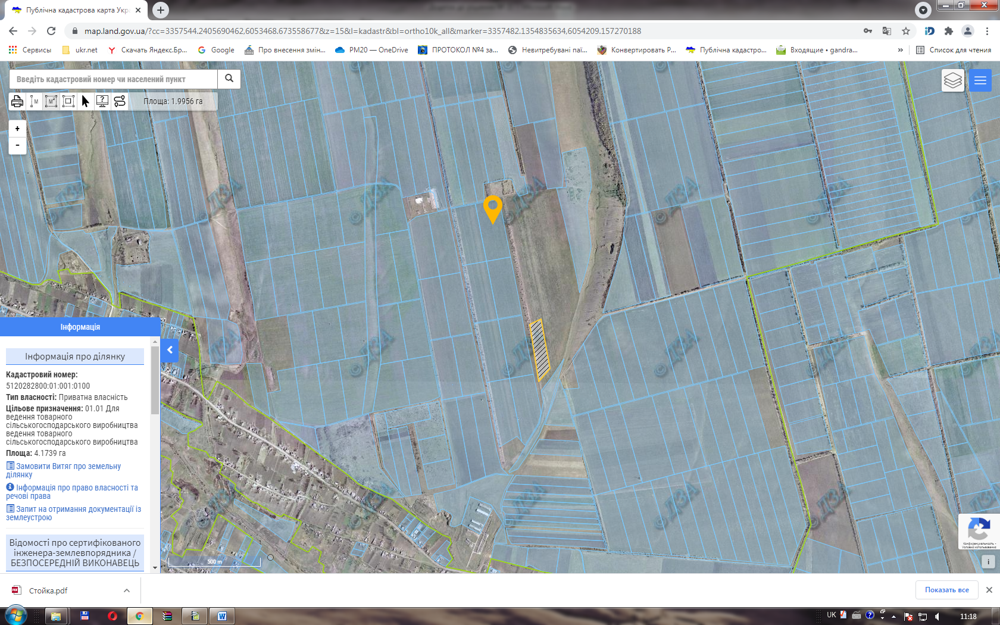 Публічна кадастрова карта Укра
map.land.gov.ua/?cc=3357544.2405690462,6053468.673558677&z=15&l=kadastr&bl=ortho10k_all&marker=3357482.1354835634,6054209.157270188
Сервисы
ukr.net
Скачать Яндекс.Бр...
Google
Про внесення змін...
PM20 — OneDrive
ПРОТОКОЛ №4 за...
Невитребувані паї...
Конвертировать P...
Публічна кадастро...
Входящие • gandra...
»
Список для чтения
Введіть кадастровий номер чи населений пункт
M
M²
Площа: 1.9956 га
+
-
© ДЗА
Інформація
Інформація про ділянку
Кадастровий номер:
5120282800:01:001:0100
Тип власності: Приватна власність
Цільове призначення: 01.01 Для
ведення товарного
сільськогосподарського виробництва
ведення товарного
сільськогосподарського виробництва
Площа: 4.1739 га
Замовити Витяг про земельну
ділянку
Інформація про право власності та
речові права
Запит на отримання документації із
землеустрою
Відомості про сертифікованого
інженера-землевпорядника /
БЕЗПОСЕРЕДНІЙ ВИКОНАВЕЦЬ
500 m
Конфиденциальность -
Условия использования
i
Стойка.pdf
Показать все
UK
11:18